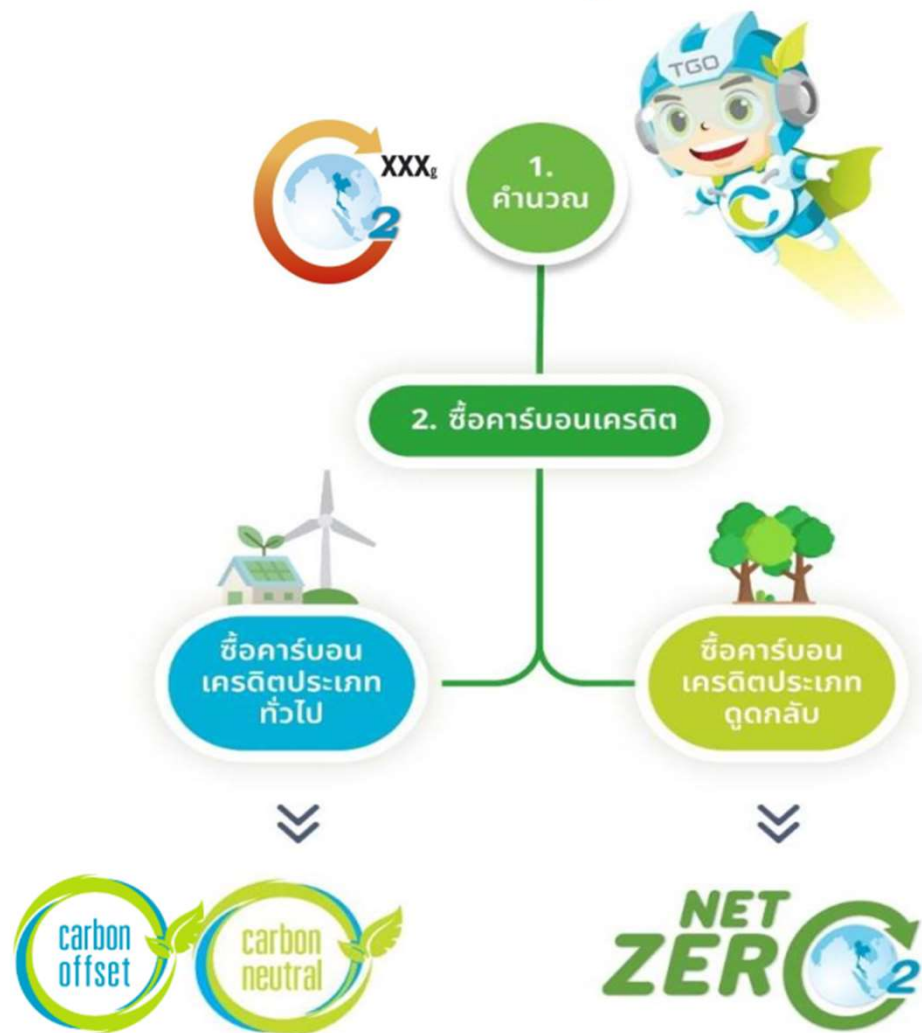 TGO
XXXg
2
1.
คำนวณ
2. ซื้อคาร์บอนเครดิต
ซื้อคาร์บอน
เครดิตประเภท
ทั่วไป
ซื้อคาร์บอน
เครดิตประเภท
ดูดกลับ
carbon
offset
carbon
neutral
NET
ZERO
2